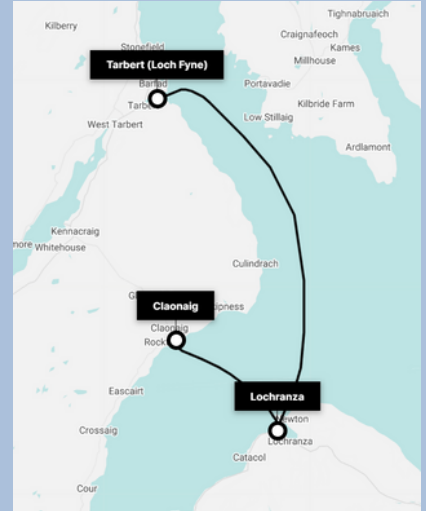 Tighnabruaich
Kilberry
Craignafeoch
Kames
Stonefield
Millhouse
Tarbert (Loch Fyne)
Portavadie
Kilbride Farm
Low Stillaig
West Tarbert
Ardlamont
Kennacraig
Whitehouse
Culindrach
Claonaig
Claonaig
Eascairt
Lochranza
Crossaig
Lochranza
Catacol
Cour